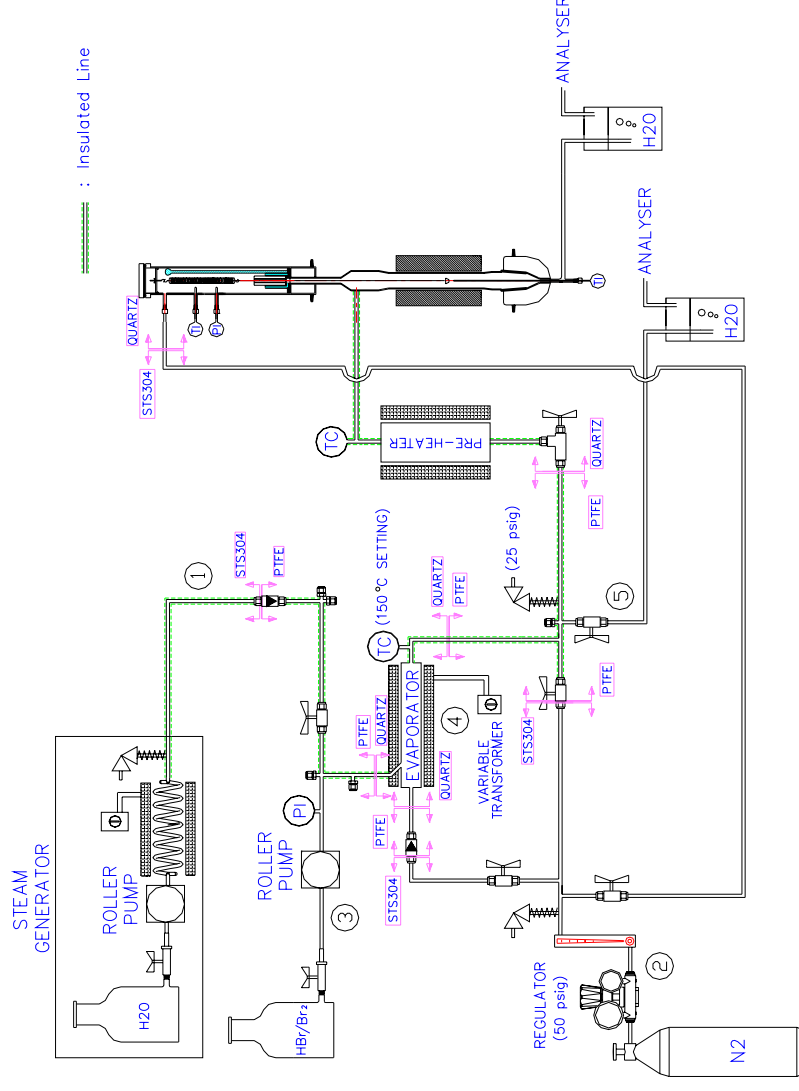 : Insulated Line
ANALYSER
H2O
ANALYSER
H2O
QUARTZ
STS304
TI
PI
TI
TC
PRE-HEATER
QUARTZ
PTFE
(25 psig)
5
1
STS304
PTFE
TC
(150°C SETTING)
QUARTZ
PTFE
EVAPORATOR
4
VARIABLE
TRANSFORMER
STS304
PTFE
PTFE
QUARTZ
QUARTZ
PTFE
STS304
STEAM
GENERATOR
ROLLER
PUMP
H2O
PI
ROLLER
PUMP
3
HBr/Br2
REGULATOR
(50 psig)
2
N2